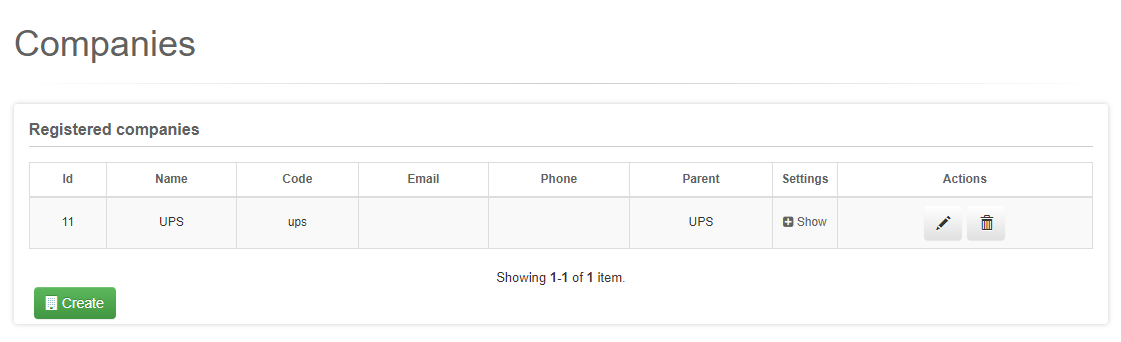 Companies
Registered companies
Id Name Code Email Phone Parent Settings Actions
11 UPS ups UPS Show
Showing 1-1 of 1 item.
Create